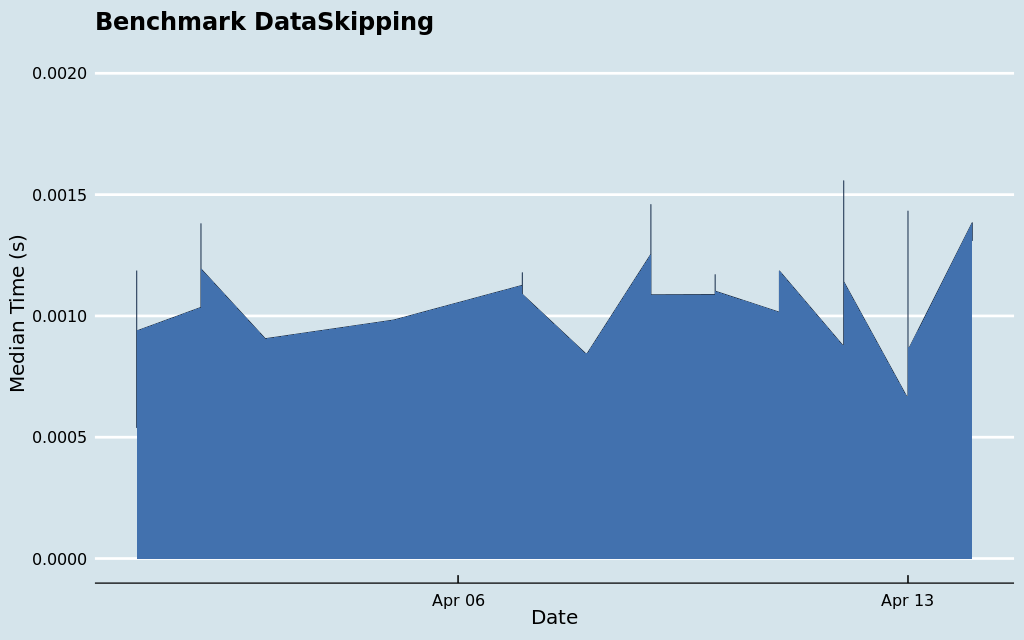 Benchmark DataSkipping
0.0020
0.0015
0.0010
0.0005
0.0000
Median Time (s)
Apr 06
Apr 13
Date